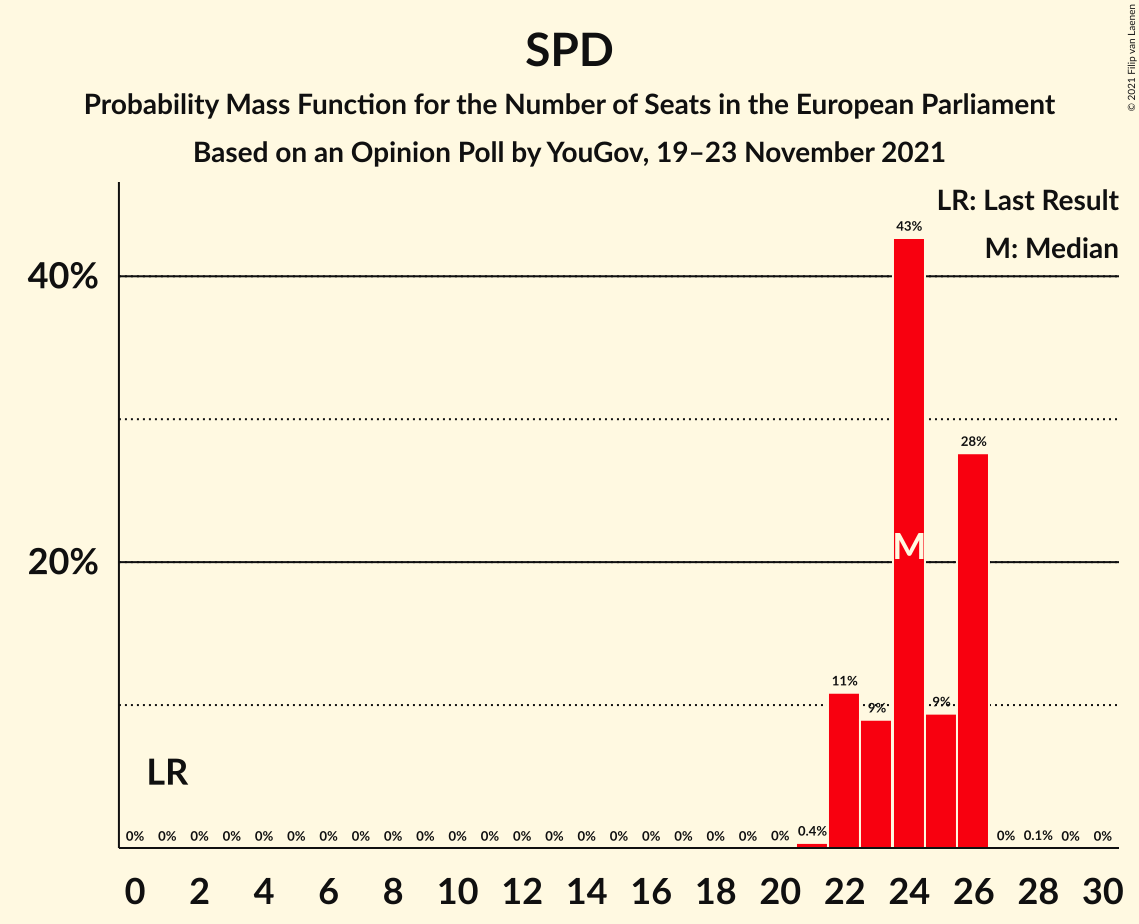 SPD
Probability Mass Function for the Number of Seats in the European Parliament
Based on an Opinion Poll by YouGov, 19–23 November 2021
© 2021 Filip van Laenen
LR: Last Result
M: Median
43%
40%
28%
M
20%
11%
9%
9%
LR
0% 0% 0% 0% 0% 0% 0% 0% 0% 0% 0% 0% 0% 0% 0% 0% 0% 0% 0% 0% 0% 0.4% 0% 0.1% 0% 0%
0 2 4 6 8 10 12 14 16 18 20 22 24 26 28 30